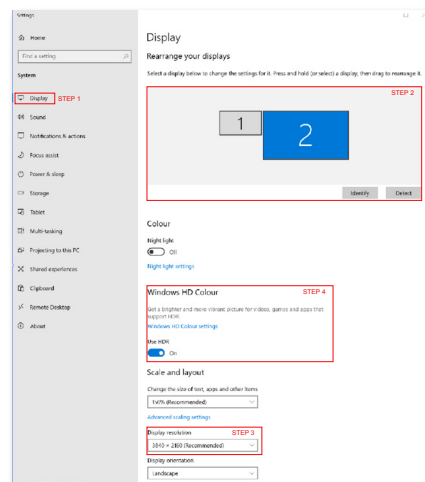 Settings
Home
Find a setting
System
Display
STEP 1
Sound
Notifications & actions
Focus assist
Power & sleep
Storage
Tablet
Multi-tasking
Projecting to this PC
Shared experiences
Clipboard
Remote Desktop
About
Display
Rearrange your displays
Select a display below to change the settings for it. Press and hold (or select) a display, then drag to rearrange it.
STEP 2
1
2
Identify
Detect
Colour
Night light
Off
Night light settings
Windows HD Colour
STEP 4
Get a brighter and more vibrant picture for videos, games and apps that
support HDR
Windows HD Colour settings
Use HDR
On
Scale and layout
Change the size of text, apps and other items
(Recommended)
Advanced scaling settings
Display resolution
STEP 3
3840 × 2160 (Recommended)
Display orientation
Landscape